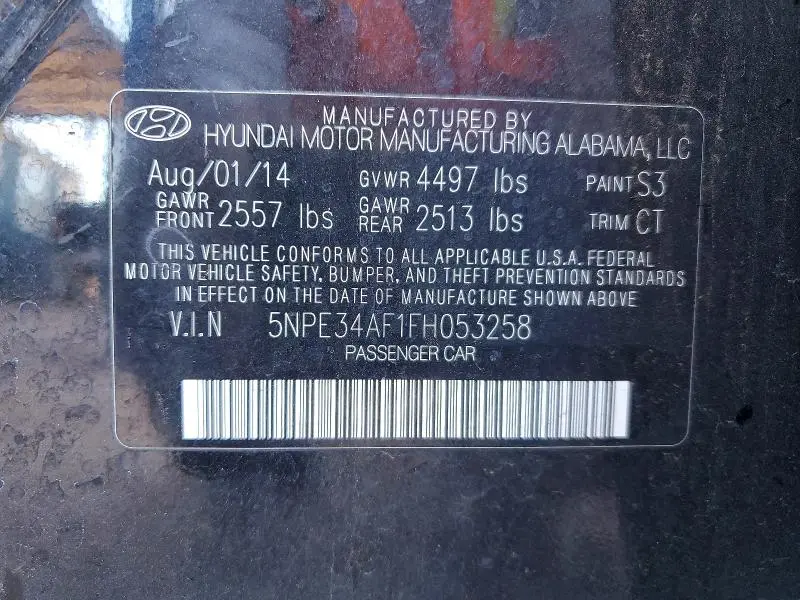 MANUFACTURED BY
HYUNDAI MOTOR MANUFACTURING ALABAMA, LLC
Aug/01/14 GVWR 4497 lbs PAINT S3
GAWR FRONT 2557 lbs GAWR REAR 2513 lbs TRIM CT
THIS VEHICLE CONFORMS TO ALL APPLICABLE U.S.A. FEDERAL
MOTOR VEHICLE SAFETY, BUMPER, AND THEFT PREVENTION STANDARDS
IN EFFECT ON THE DATE OF MANUFACTURE SHOWN ABOVE
V.I.N 5NPE34AF1FH053258
PASSENGER CAR